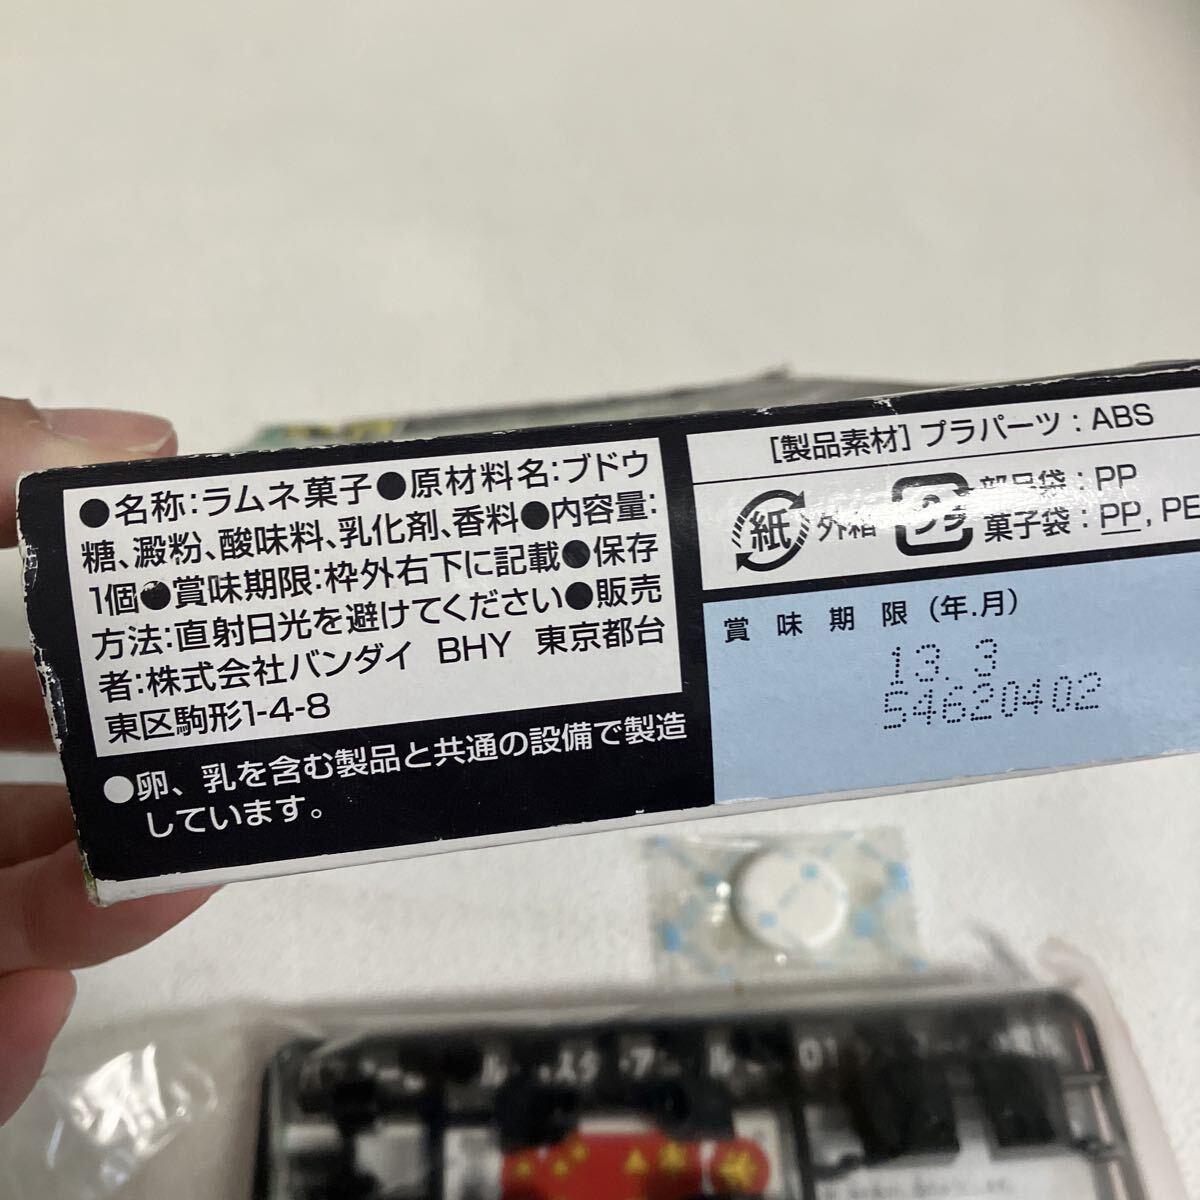 ●名称:ラムネ菓子●原材料名:ブドウ
糖、澱粉、酸味料、乳化剤、香料●内容量:
1個●賞味期限:枠外右下に記載●保存
方法:直射日光を避けてください●販売
者:株式会社バンダイ BHY 東京都台
東区駒形1-4-8
●卵、乳を含む製品と共通の設備で製造
しています。
[製品素材] プラパーツ:ABS
紙 外箱 プラ 部品袋:PP
菓子袋:PP, PE
賞味期限 (年.月)
13. 3
54620402